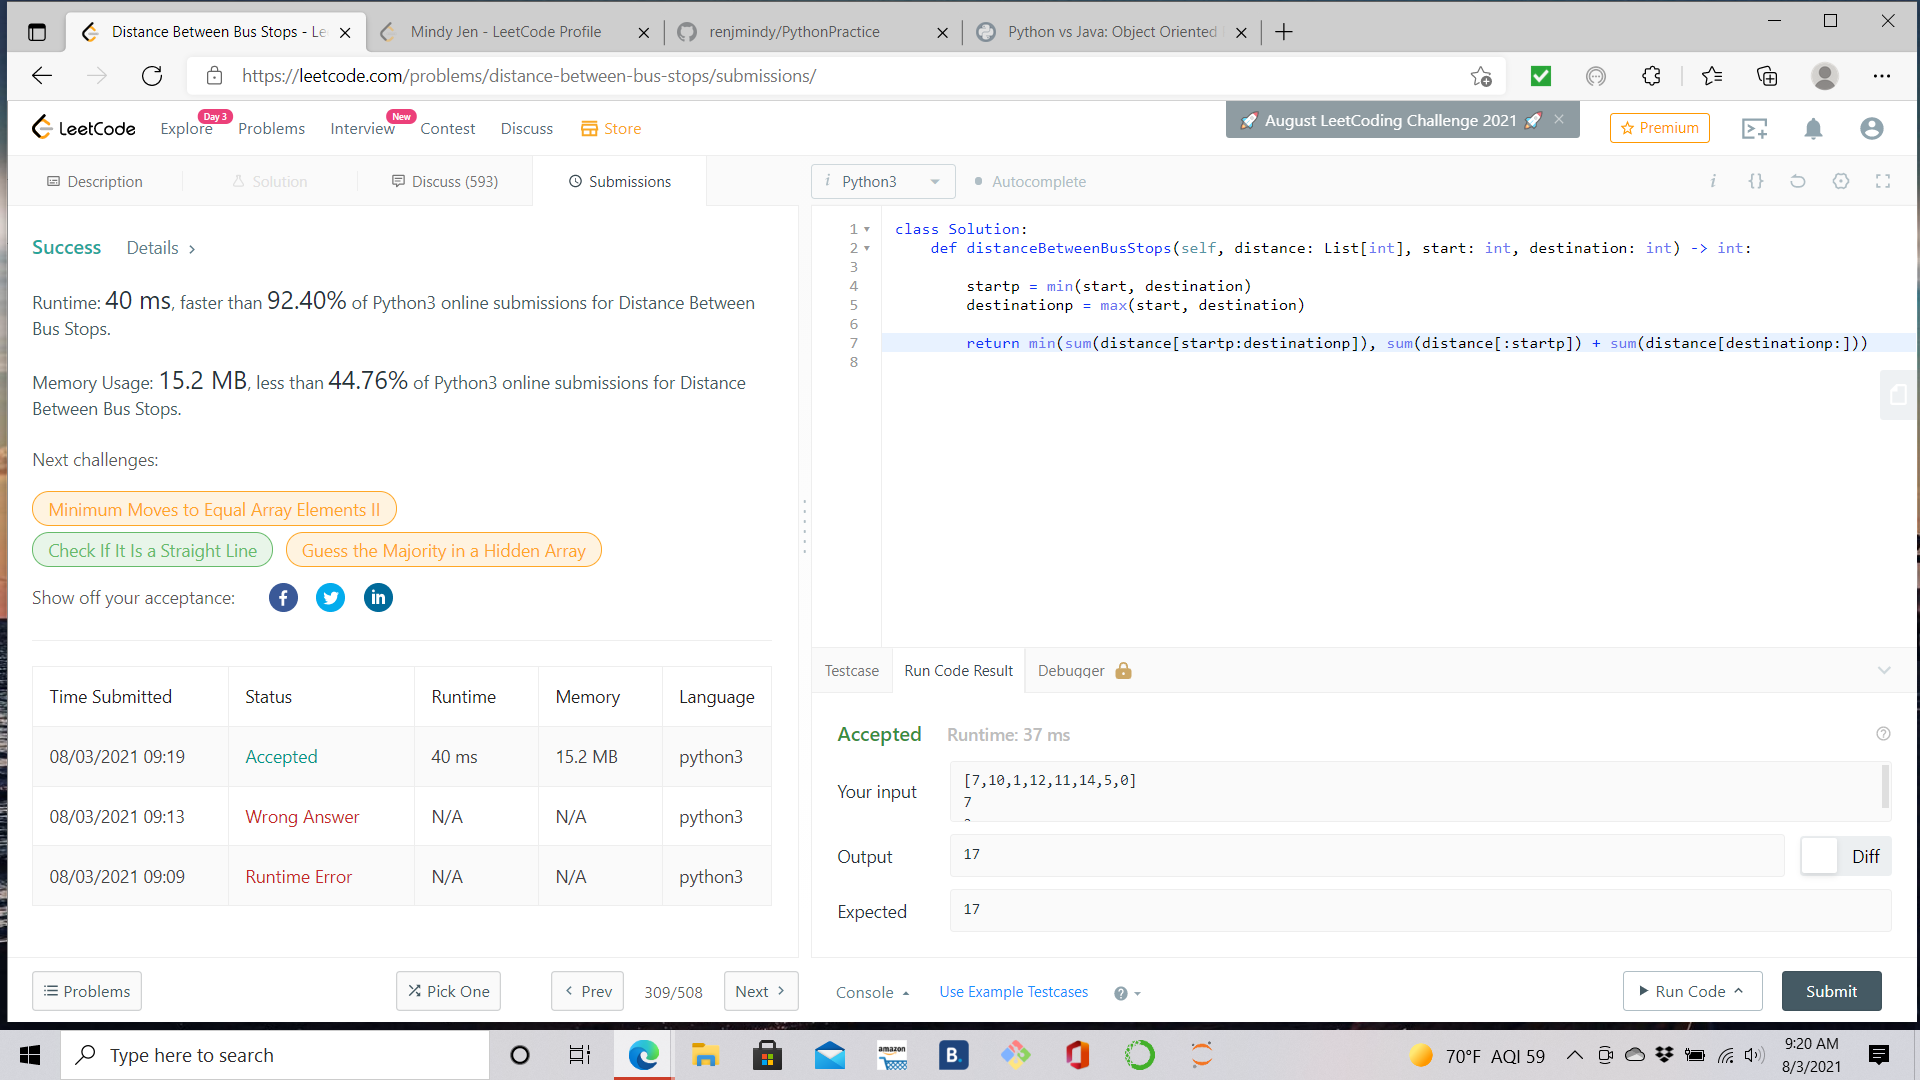 Distance Between Bus Stops - Le
Mindy Jen - LeetCode Profile
renjmindy/PythonPractice
Python vs Java: Object Oriented
https://leetcode.com/problems/distance-between-bus-stops/submissions/
LeetCode
Explore
Day 3
Problems
Interview
New
Contest
Discuss
Store
🚀 August LeetCoding Challenge 2021 🚀
Premium
Description
Solution
Discuss (593)
Submissions
i Python3
Autocomplete
i {}
Success Details >
Runtime: 40 ms, faster than 92.40% of Python3 online submissions for Distance Between
Bus Stops.
Memory Usage: 15.2 MB, less than 44.76% of Python3 online submissions for Distance
Between Bus Stops.
Next challenges:
Minimum Moves to Equal Array Elements II
Check If It Is a Straight Line
Guess the Majority in a Hidden Array
Show off your acceptance:
Time Submitted Status Runtime Memory Language
08/03/2021 09:19 Accepted 40 ms 15.2 MB python3
08/03/2021 09:13 Wrong Answer N/A N/A python3
08/03/2021 09:09 Runtime Error N/A N/A python3
Problems
Pick One
< Prev
309/508
Next >
1 class Solution:
2 def distanceBetweenBusStops(self, distance: List[int], start: int, destination: int) -> int:
3
4 startp = min(start, destination)
5 destinationp = max(start, destination)
6
7 return min(sum(distance[startp:destinationp]), sum(distance[:startp]) + sum(distance[destinationp:]))
8
Testcase
Run Code Result
Debugger
Accepted Runtime: 37 ms
Your input
[7,10,1,12,11,14,5,0]
7
Output
17
Diff
Expected
17
Console
Use Example Testcases
Run Code
Submit
Type here to search
amazon
B.
70°F AQI 59
9:20 AM
8/3/2021